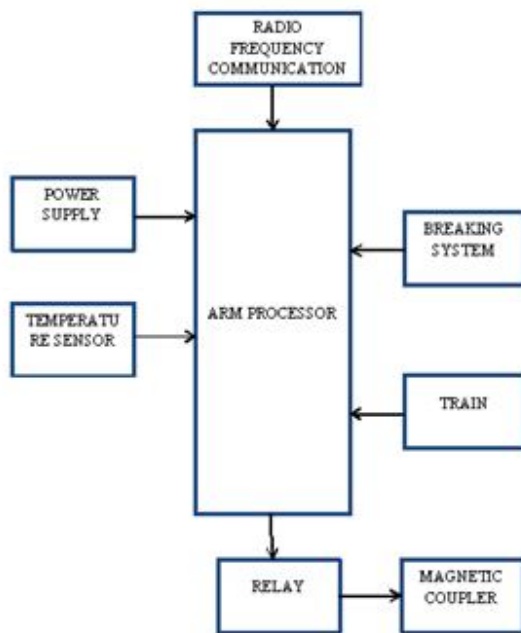 RADIO
FREQUENCY
COMMUNICATION
POWER
SUPPLY
BREAKING
SYSTEM
TEMPERATU
RE SENSOR
ARM PROCESSOR
TRAIN
RELAY
MAGNETIC
COUPLER